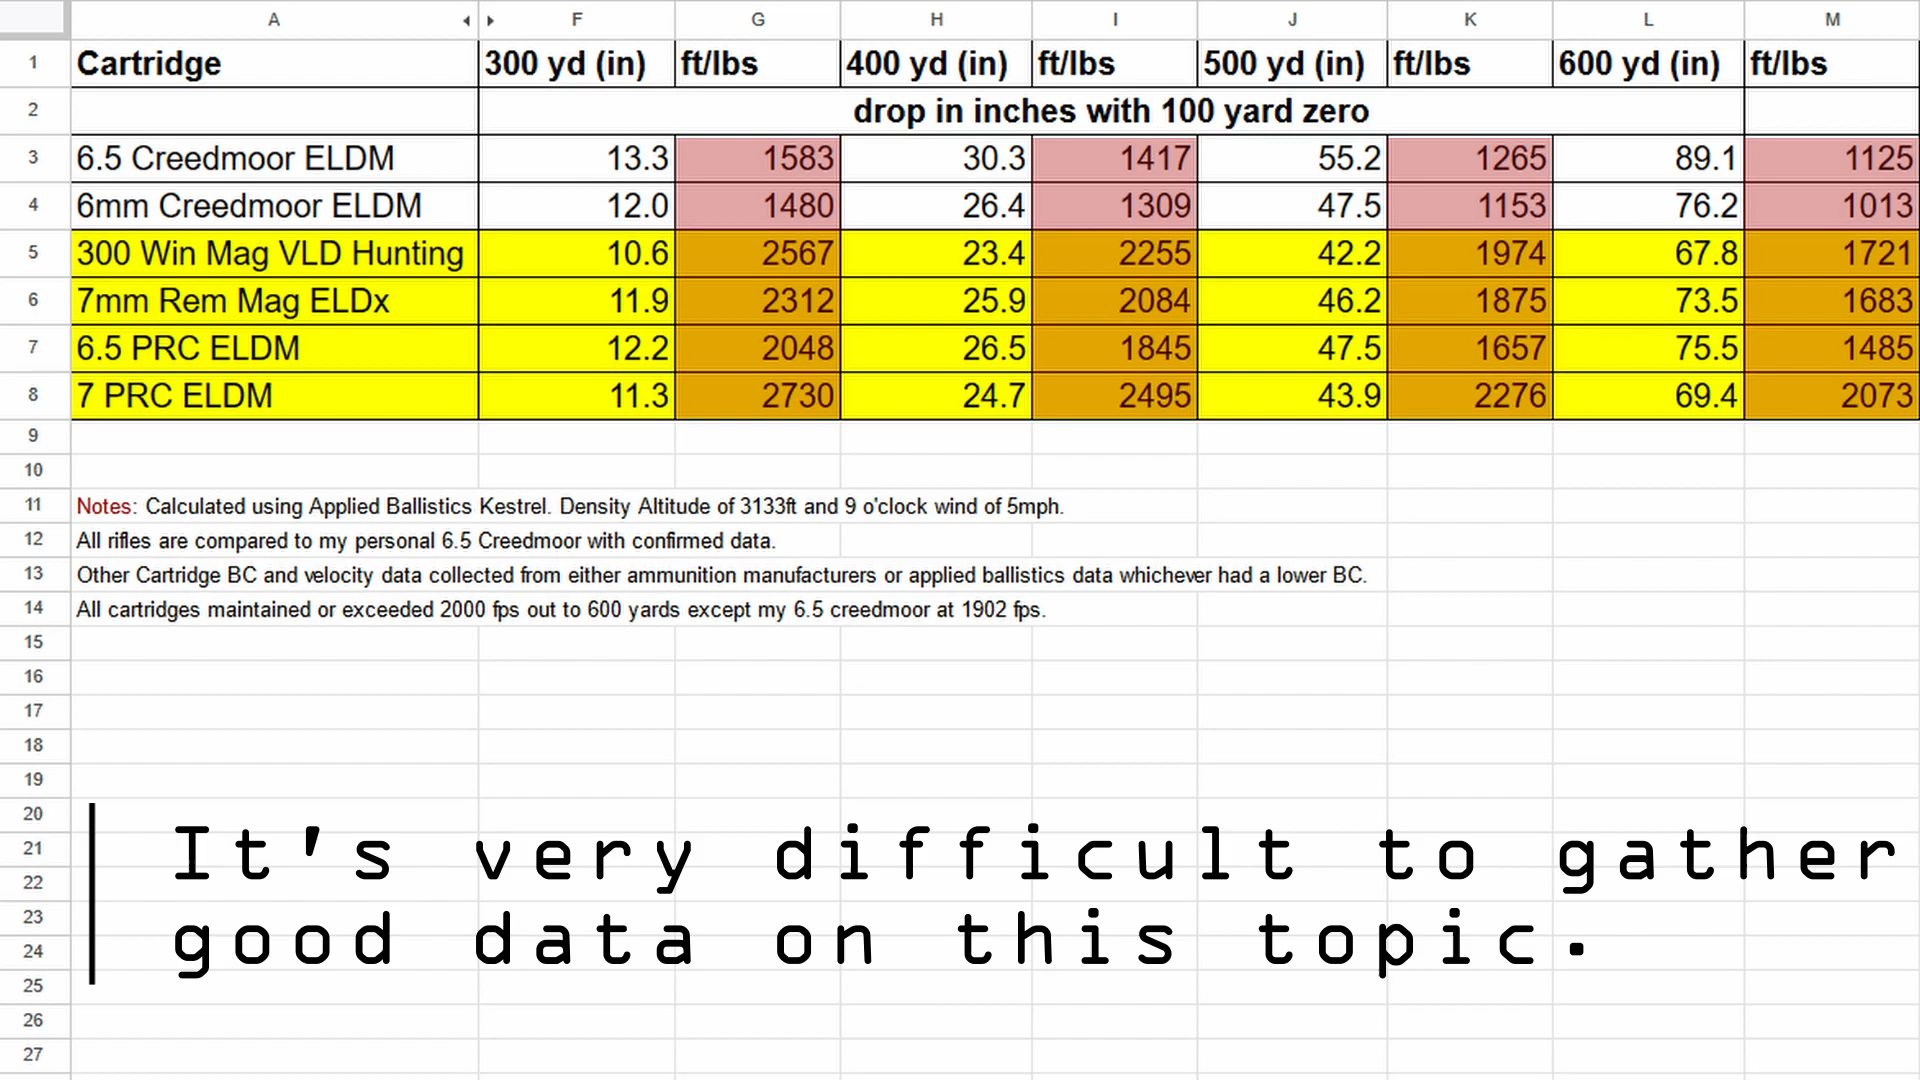 A F G H I J K L M
1 Cartridge 300 yd (in) ft/lbs 400 yd (in) ft/lbs 500 yd (in) ft/lbs 600 yd (in) ft/lbs
2 drop in inches with 100 yard zero
3 6.5 Creedmoor ELDM 13.3 1583 30.3 1417 55.2 1265 89.1 1125
4 6mm Creedmoor ELDM 12.0 1480 26.4 1309 47.5 1153 76.2 1013
5 300 Win Mag VLD Hunting 10.6 2567 23.4 2255 42.2 1974 67.8 1721
6 7mm Rem Mag ELDx 11.9 2312 25.9 2084 46.2 1875 73.5 1683
7 6.5 PRC ELDM 12.2 2048 26.5 1845 47.5 1657 75.5 1485
8 7 PRC ELDM 11.3 2730 24.7 2495 43.9 2276 69.4 2073
9
10
11 Notes: Calculated using Applied Ballistics Kestrel. Density Altitude of 3133ft and 9 o'clock wind of 5mph.
12 All rifles are compared to my personal 6.5 Creedmoor with confirmed data.
13 Other Cartridge BC and velocity data collected from either ammunition manufacturers or applied ballistics data whichever had a lower BC.
14 All cartridges maintained or exceeded 2000 fps out to 600 yards except my 6.5 creedmoor at 1902 fps.
15
16
17
18
19
20
21
22
23
24
25
26
27
It's very difficult to gather
good data on this topic.